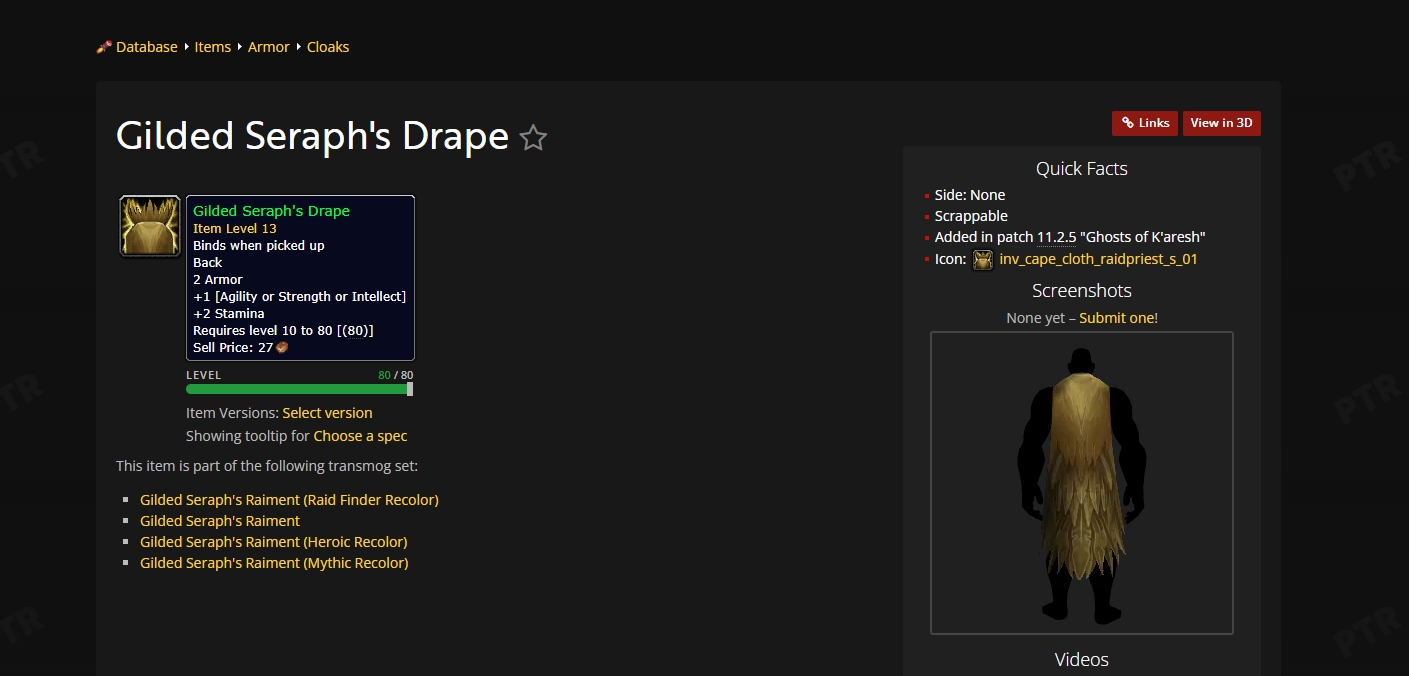 Database ▸ Items ▸ Armor ▸ Cloaks
Gilded Seraph's Drape
Links
View in 3D
Gilded Seraph's Drape
Item Level 13
Binds when picked up
Back
2 Armor
+1 [Agility or Strength or Intellect]
+2 Stamina
Requires level 10 to 80 [(80)]
Sell Price: 27
LEVEL 80 / 80
Item Versions: Select version
Showing tooltip for Choose a spec
This item is part of the following transmog set:
Gilded Seraph's Raiment (Raid Finder Recolor)
Gilded Seraph's Raiment
Gilded Seraph's Raiment (Heroic Recolor)
Gilded Seraph's Raiment (Mythic Recolor)
Quick Facts
Side: None
Scrappable
Added in patch 11.2.5 "Ghosts of K'aresh"
Icon: inv_cape_cloth_raidpriest_s_01
Screenshots
None yet – Submit one!
Videos
PTR
PTR
PTR
PTR
PTR
PTR